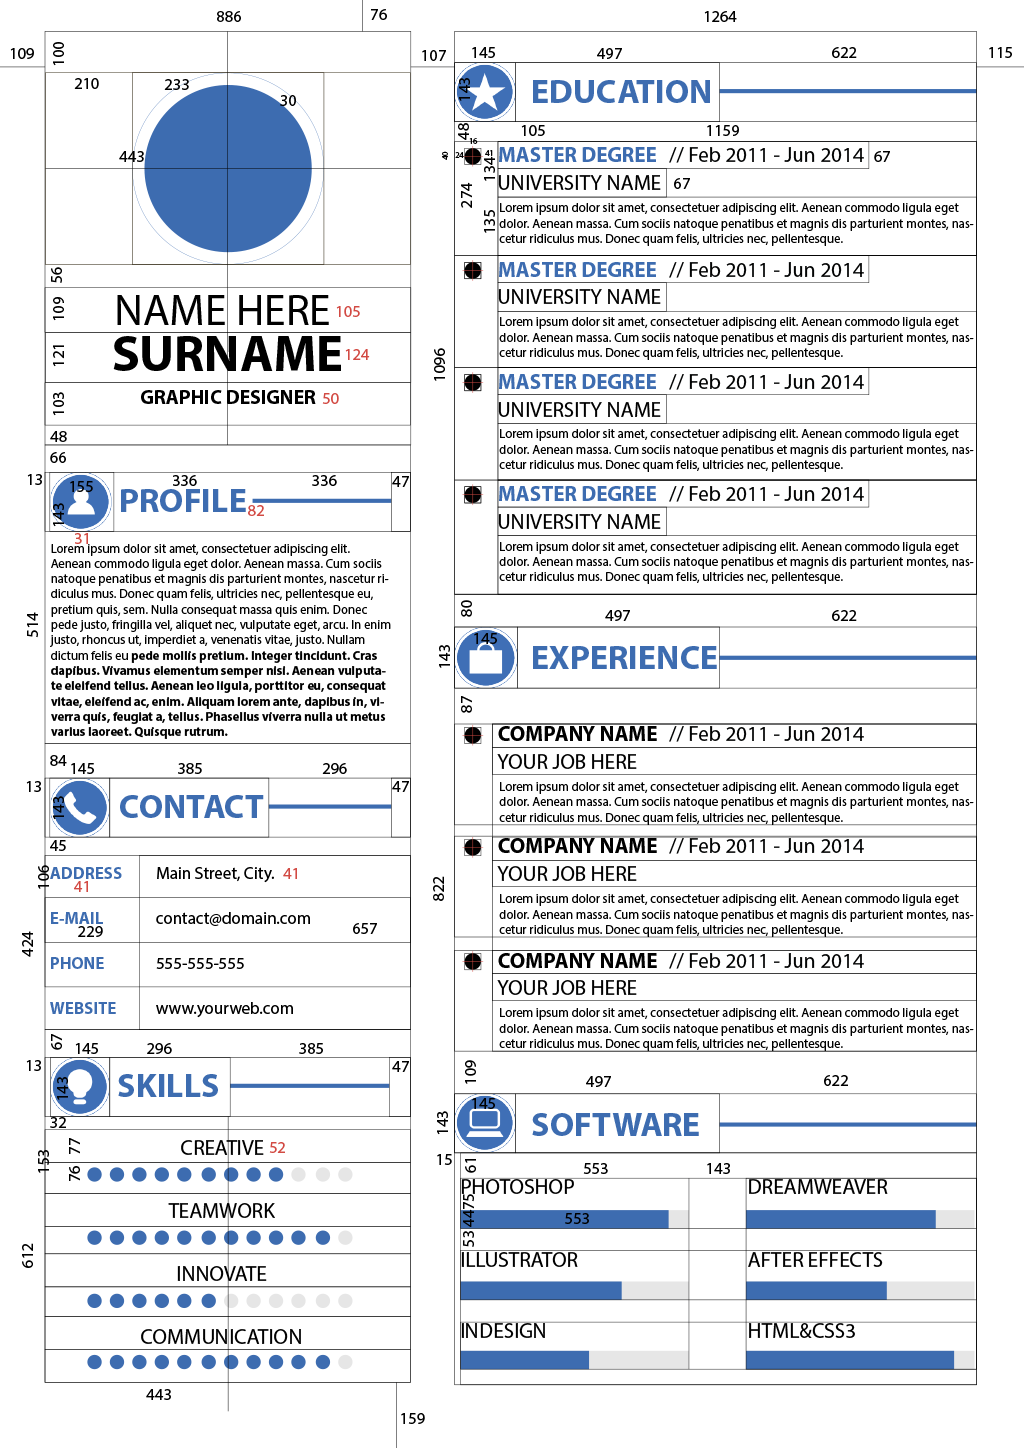 886
76
109
100
210
233
30
443
56
109
NAME HERE 105
121
SURNAME 124
103
GRAPHIC DESIGNER 50
48
66
13
155
336
336
47
143
PROFILE 82
31
Lorem ipsum dolor sit amet, consectetuer adipiscing elit.
Aenean commodo ligula eget dolor. Aenean massa. Cum sociis
natoque penatibus et magnis dis parturient montes, nascetur ri-
diculus mus. Donec quam felis, ultricies nec, pellentesque eu,
pretium quis, sem. Nulla consequat massa quis enim. Donec
pede justo, fringilla vel, aliquet nec, vulputate eget, arcu. In enim
justo, rhoncus ut, imperdiet a, venenatis vitae, justo. Nullam
dictum felis eu pede mollis pretium. Integer tincidunt. Cras
dapibus. Vivamus elementum semper nisi. Aenean vulputa-
te eleifend tellus. Aenean leo ligula, porttitor eu, consequat
vitae, eleifend ac, enim. Aliquam lorem ante, dapibus in, vi-
verra quis, feugiat a, tellus. Phasellus viverra nulla ut metus
varius laoreet. Quisque rutrum.
514
84
145
385
296
13
47
143
CONTACT
45
106
ADDRESS
41
Main Street, City. 41
E-MAIL
229
contact@domain.com
657
424
PHONE
555-555-555
WEBSITE
www.yourweb.com
67
145
296
385
13
47
143
SKILLS
32
153
77
CREATIVE 52
76
TEAMWORK
612
INNOVATE
COMMUNICATION
443
159
1264
107
145
497
622
115
143
EDUCATION
48
105
1159
40
24
16
41
134
MASTER DEGREE // Feb 2011 - Jun 2014 67
274
UNIVERSITY NAME 67
135
Lorem ipsum dolor sit amet, consectetuer adipiscing elit. Aenean commodo ligula eget
dolor. Aenean massa. Cum sociis natoque penatibus et magnis dis parturient montes, nas-
cetur ridiculus mus. Donec quam felis, ultricies nec, pellentesque.
MASTER DEGREE // Feb 2011 - Jun 2014
UNIVERSITY NAME
Lorem ipsum dolor sit amet, consectetuer adipiscing elit. Aenean commodo ligula eget
dolor. Aenean massa. Cum sociis natoque penatibus et magnis dis parturient montes, nas-
cetur ridiculus mus. Donec quam felis, ultricies nec, pellentesque.
1096
MASTER DEGREE // Feb 2011 - Jun 2014
UNIVERSITY NAME
Lorem ipsum dolor sit amet, consectetuer adipiscing elit. Aenean commodo ligula eget
dolor. Aenean massa. Cum sociis natoque penatibus et magnis dis parturient montes, nas-
cetur ridiculus mus. Donec quam felis, ultricies nec, pellentesque.
MASTER DEGREE // Feb 2011 - Jun 2014
UNIVERSITY NAME
Lorem ipsum dolor sit amet, consectetuer adipiscing elit. Aenean commodo ligula eget
dolor. Aenean massa. Cum sociis natoque penatibus et magnis dis parturient montes, nas-
cetur ridiculus mus. Donec quam felis, ultricies nec, pellentesque.
80
497
622
143
145
EXPERIENCE
87
COMPANY NAME // Feb 2011 - Jun 2014
YOUR JOB HERE
Lorem ipsum dolor sit amet, consectetuer adipiscing elit. Aenean commodo ligula eget
dolor. Aenean massa. Cum sociis natoque penatibus et magnis dis parturient montes, nas-
cetur ridiculus mus. Donec quam felis, ultricies nec, pellentesque.
822
COMPANY NAME // Feb 2011 - Jun 2014
YOUR JOB HERE
Lorem ipsum dolor sit amet, consectetuer adipiscing elit. Aenean commodo ligula eget
dolor. Aenean massa. Cum sociis natoque penatibus et magnis dis parturient montes, nas-
cetur ridiculus mus. Donec quam felis, ultricies nec, pellentesque.
COMPANY NAME // Feb 2011 - Jun 2014
YOUR JOB HERE
Lorem ipsum dolor sit amet, consectetuer adipiscing elit. Aenean commodo ligula eget
dolor. Aenean massa. Cum sociis natoque penatibus et magnis dis parturient montes, nas-
cetur ridiculus mus. Donec quam felis, ultricies nec, pellentesque.
109
497
622
143
145
SOFTWARE
15
61
553
143
PHOTOSHOP
DREAMWEAVER
75
44
553
53
ILLUSTRATOR
AFTER EFFECTS
INDESIGN
HTML&CSS3